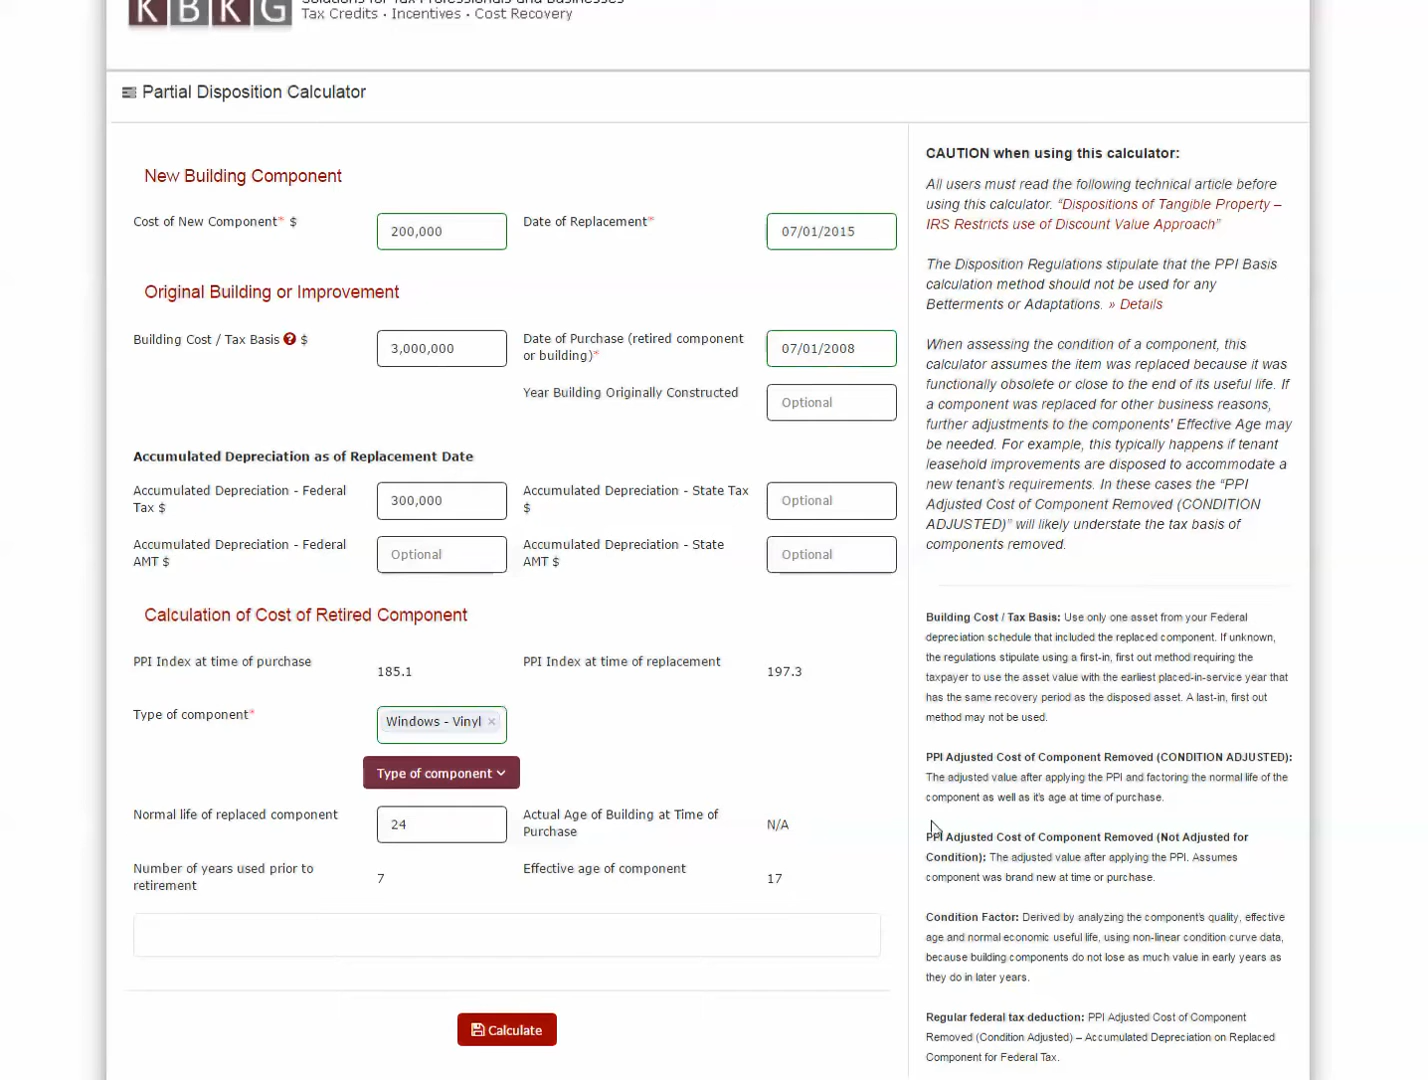 KBKG
Solutions for Tax Professionals and Businesses
Tax Credits · Incentives · Cost Recovery
Partial Disposition Calculator
New Building Component
Cost of New Component* $
200,000
Date of Replacement*
07/01/2015
Original Building or Improvement
Building Cost / Tax Basis ? $
3,000,000
Date of Purchase (retired component
or building)*
07/01/2008
Year Building Originally Constructed
Optional
Accumulated Depreciation as of Replacement Date
Accumulated Depreciation - Federal
Tax $
300,000
Accumulated Depreciation - State Tax
$
Optional
Accumulated Depreciation - Federal
AMT $
Optional
Accumulated Depreciation - State
AMT $
Optional
Calculation of Cost of Retired Component
PPI Index at time of purchase
185.1
PPI Index at time of replacement
197.3
Type of component*
Windows - Vinyl ×
Type of component
Normal life of replaced component
24
Actual Age of Building at Time of
Purchase
N/A
Number of years used prior to
retirement
7
Effective age of component
17
Calculate
CAUTION when using this calculator:
All users must read the following technical article before
using this calculator. “Dispositions of Tangible Property –
IRS Restricts use of Discount Value Approach”
The Disposition Regulations stipulate that the PPI Basis
calculation method should not be used for any
Betterments or Adaptations. » Details
When assessing the condition of a component, this
calculator assumes the item was replaced because it was
functionally obsolete or close to the end of its useful life. If
a component was replaced for other business reasons,
further adjustments to the components' Effective Age may
be needed. For example, this typically happens if tenant
leasehold improvements are disposed to accommodate a
new tenant's requirements. In these cases the “PPI
Adjusted Cost of Component Removed (CONDITION
ADJUSTED)” will likely understate the tax basis of
components removed.
Building Cost / Tax Basis: Use only one asset from your Federal
depreciation schedule that included the replaced component. If unknown,
the regulations stipulate using a first-in, first out method requiring the
taxpayer to use the asset value with the earliest placed-in-service year that
has the same recovery period as the disposed asset. A last-in, first out
method may not be used.
PPI Adjusted Cost of Component Removed (CONDITION ADJUSTED):
The adjusted value after applying the PPI and factoring the normal life of the
component as well as it's age at time of purchase.
PPI Adjusted Cost of Component Removed (Not Adjusted for
Condition): The adjusted value after applying the PPI. Assumes
component was brand new at time or purchase.
Condition Factor: Derived by analyzing the component's quality, effective
age and normal economic useful life, using non-linear condition curve data,
because building components do not lose as much value in early years as
they do in later years.
Regular federal tax deduction: PPI Adjusted Cost of Component
Removed (Condition Adjusted) – Accumulated Depreciation on Replaced
Component for Federal Tax.